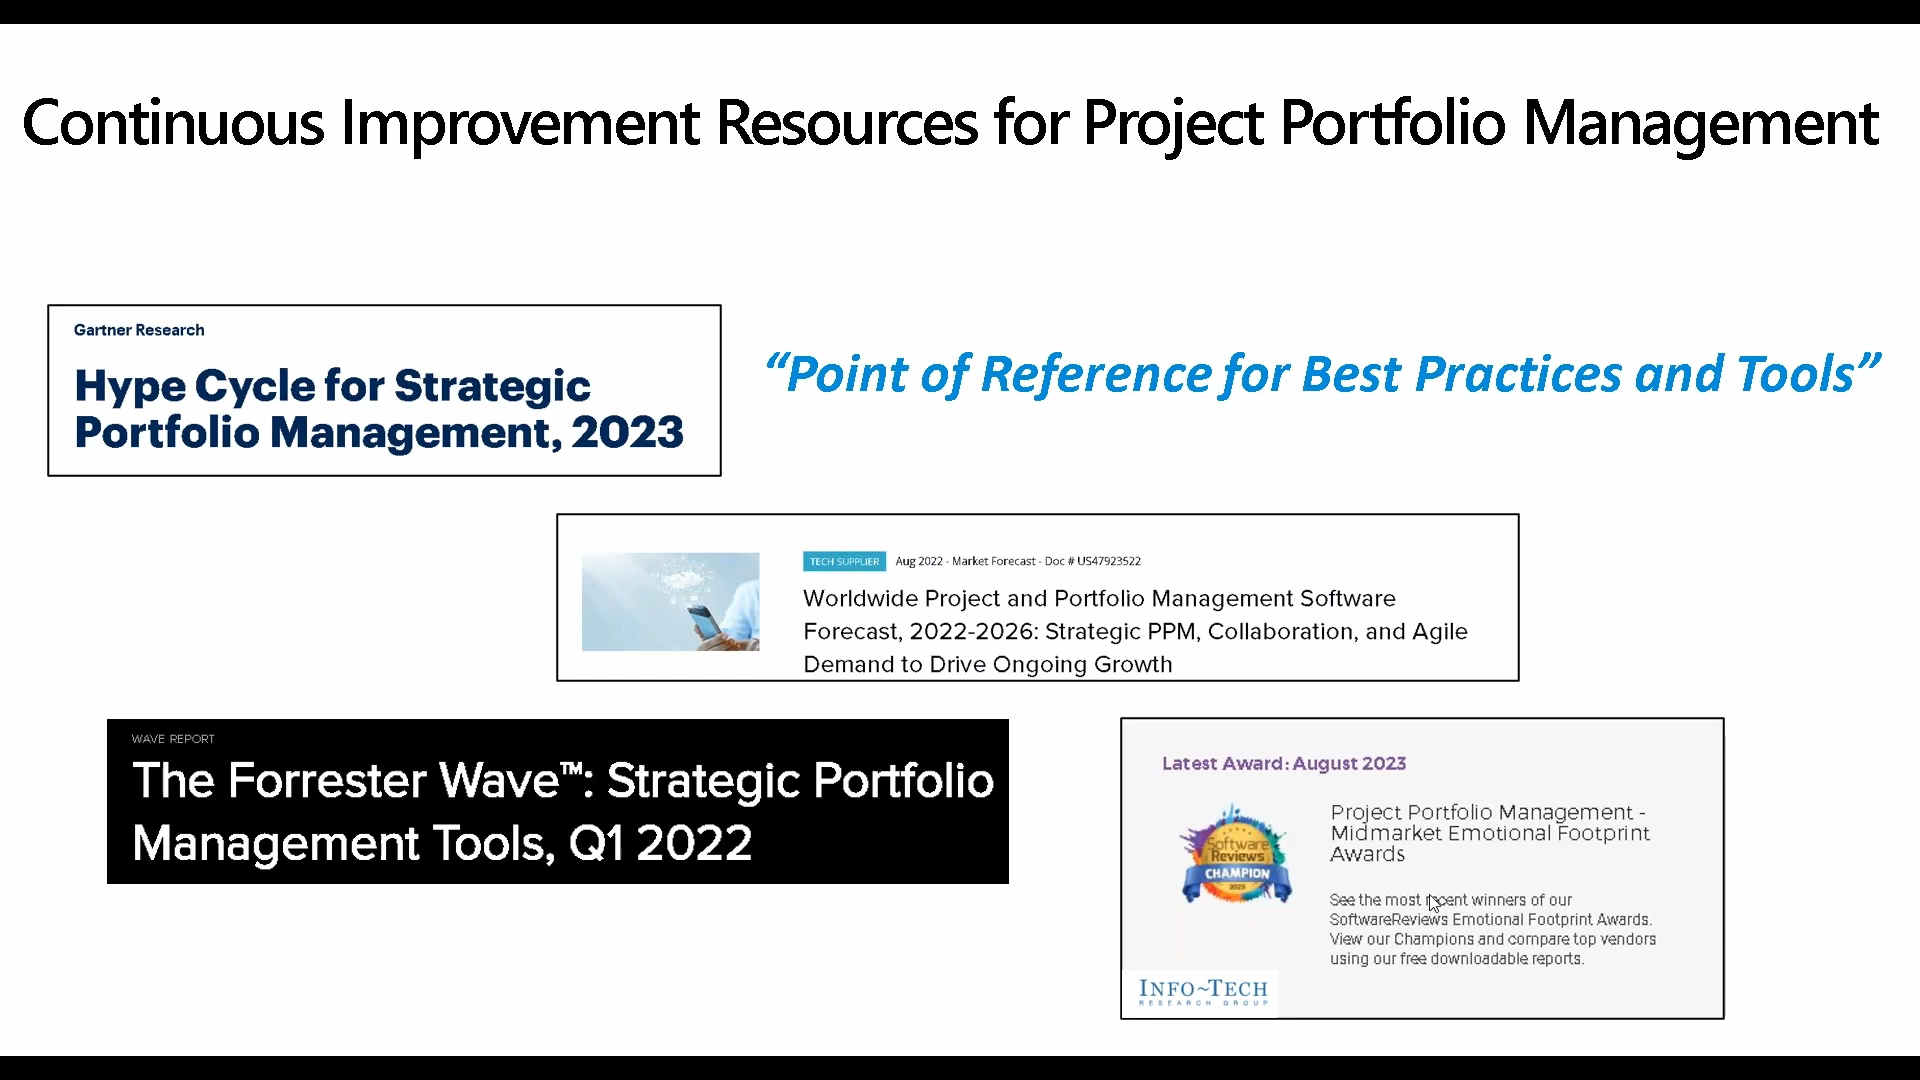 Continuous Improvement Resources for Project Portfolio Management
Gartner Research
Hype Cycle for Strategic
Portfolio Management, 2023
“Point of Reference for Best Practices and Tools”
TECH SUPPLIER Aug 2022 - Market Forecast - Doc # US47923522
Worldwide Project and Portfolio Management Software
Forecast, 2022-2026: Strategic PPM, Collaboration, and Agile
Demand to Drive Ongoing Growth
WAVE REPORT
The Forrester Wave™: Strategic Portfolio
Management Tools, Q1 2022
Latest Award: August 2023
Software
Reviews
CHAMPION
2023
Project Portfolio Management -
Midmarket Emotional Footprint
Awards
See the most recent winners of our
SoftwareReviews Emotional Footprint Awards.
View our Champions and compare top vendors
using our free downloadable reports.
INFO~TECH
RESEARCH GROUP